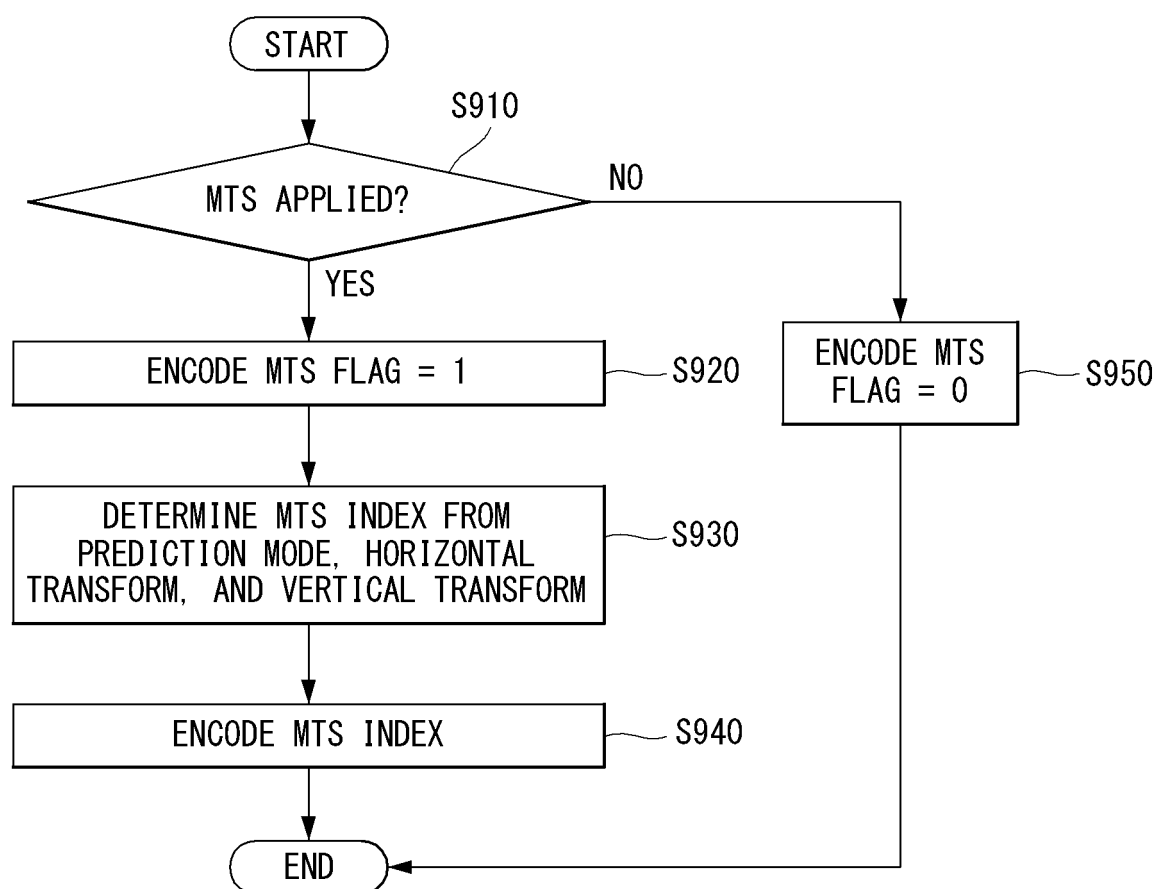 START
S910
MTS APPLIED?
NO
YES
ENCODE MTS FLAG = 1
S920
ENCODE MTS
FLAG = 0
S950
DETERMINE MTS INDEX FROM
PREDICTION MODE, HORIZONTAL
TRANSFORM, AND VERTICAL TRANSFORM
S930
ENCODE MTS INDEX
S940
END